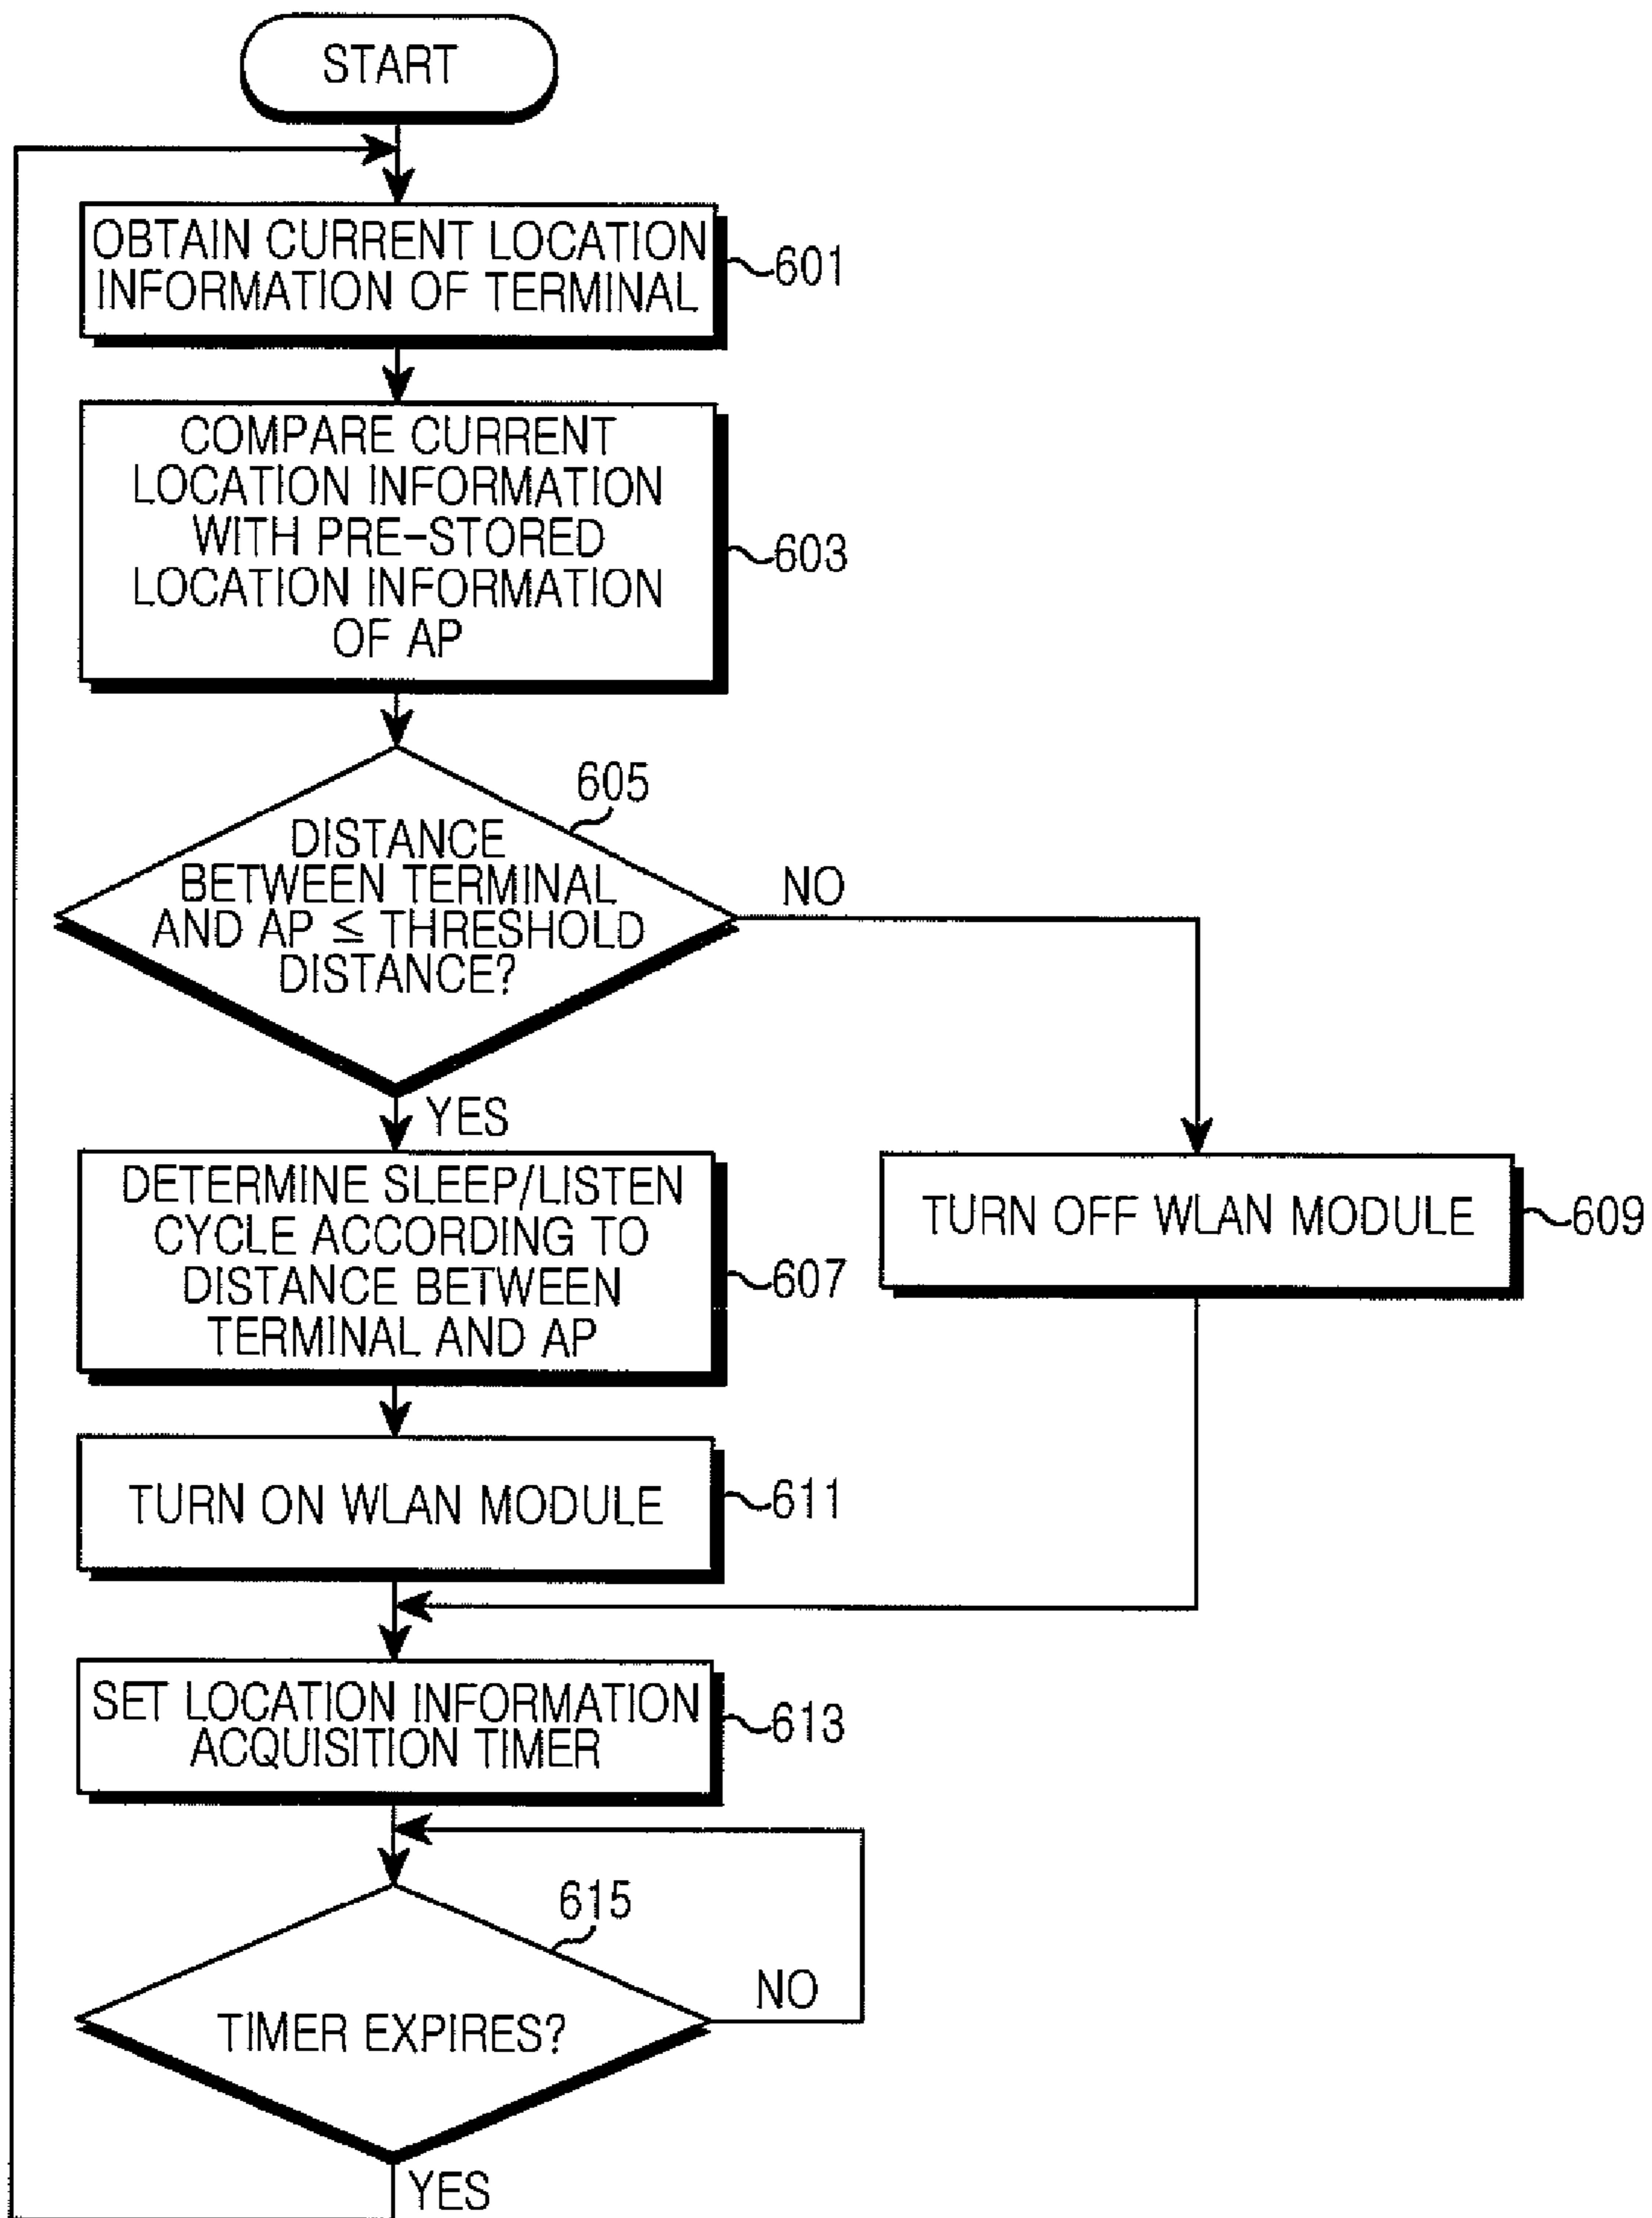 START
OBTAIN CURRENT LOCATION
INFORMATION OF TERMINAL
601
COMPARE CURRENT
LOCATION INFORMATION
WITH PRE-STORED
LOCATION INFORMATION
OF AP
603
605
DISTANCE
BETWEEN TERMINAL
AND AP ≤ THRESHOLD
DISTANCE?
NO
YES
DETERMINE SLEEP/LISTEN
CYCLE ACCORDING TO
DISTANCE BETWEEN
TERMINAL AND AP
607
TURN OFF WLAN MODULE
609
TURN ON WLAN MODULE
611
SET LOCATION INFORMATION
ACQUISITION TIMER
613
615
TIMER EXPIRES?
NO
YES